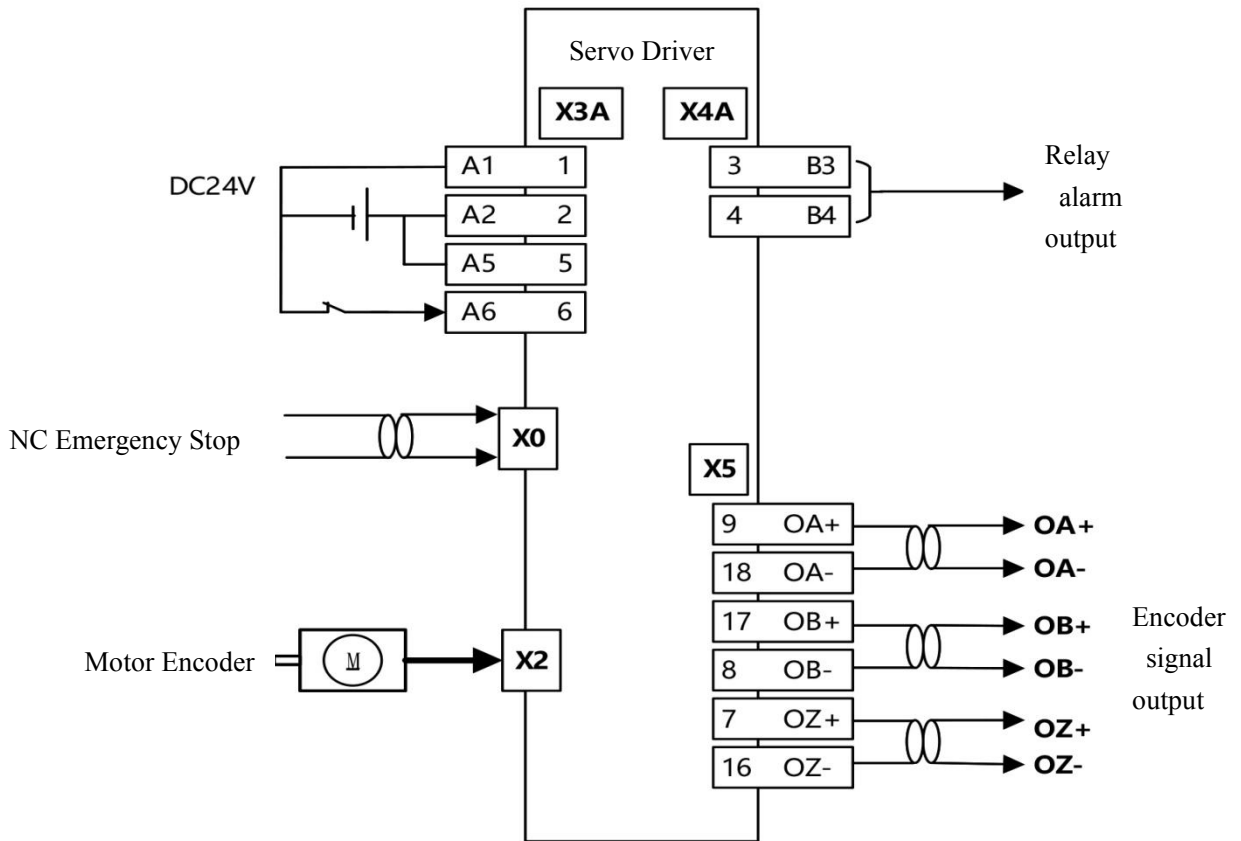 Servo Driver
X3A
X4A
DC24V
A1 1
A2 2
A5 5
A6 6
3 B3
4 B4
Relay
alarm
output
NC Emergency Stop
X0
X5
9 OA+
18 OA-
17 OB+
8 OB-
7 OZ+
16 OZ-
OA+
OA-
OB+
OB-
OZ+
OZ-
Encoder
signal
output
Motor Encoder
M
X2